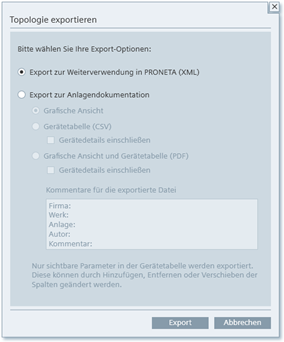 Topologie exportieren
Bitte wählen Sie Ihre Export-Optionen:
Export zur Weiterverwendung in PRONETA (XML)
Export zur Anlagendokumentation
Grafische Ansicht
Gerätetabelle (CSV)
Gerätedetails einschließen
Grafische Ansicht und Gerätetabelle (PDF)
Gerätedetails einschließen
Kommentare für die exportierte Datei
Firma:
Werk:
Anlage:
Autor:
Kommentar:
Nur sichtbare Parameter in der Gerätetabelle werden exportiert.
Diese können durch Hinzufügen, Entfernen oder Verschieben der
Spalten geändert werden.
Export Abbrechen